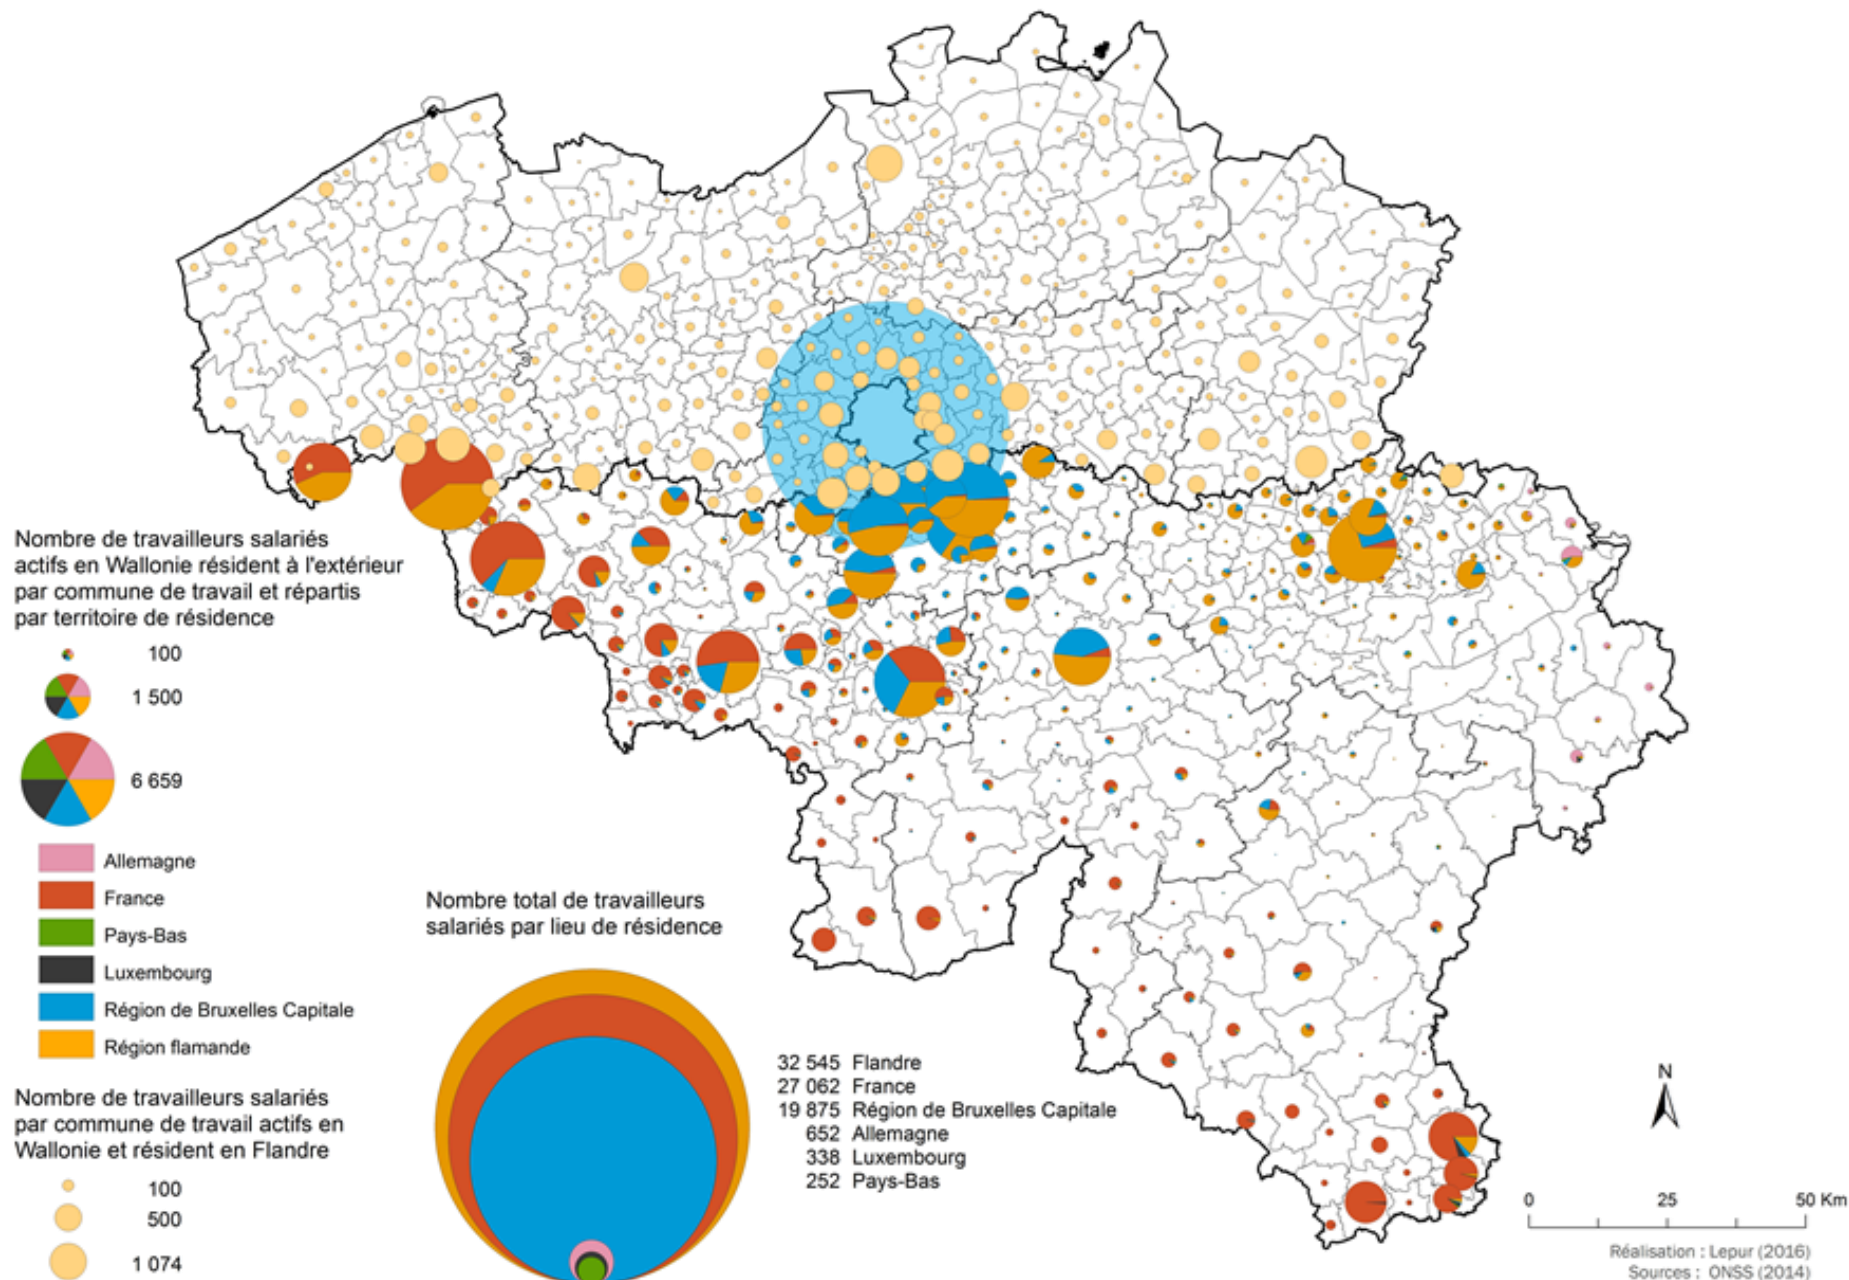 Nombre de travailleurs salariés
actifs en Wallonie résident à l'extérieur
par commune de travail et répartis
par territoire de résidence
100
1 500
6 659
Allemagne
France
Pays-Bas
Luxembourg
Région de Bruxelles Capitale
Région flamande
Nombre de travailleurs salariés
par commune de travail actifs en
Wallonie et résident en Flandre
100
500
1 074
Nombre total de travailleurs
salariés par lieu de résidence
32 545 Flandre
27 062 France
19 875 Région de Bruxelles Capitale
652 Allemagne
338 Luxembourg
252 Pays-Bas
N
0 25 50 Km
Réalisation : Lepur (2016)
Sources : ONSS (2014)